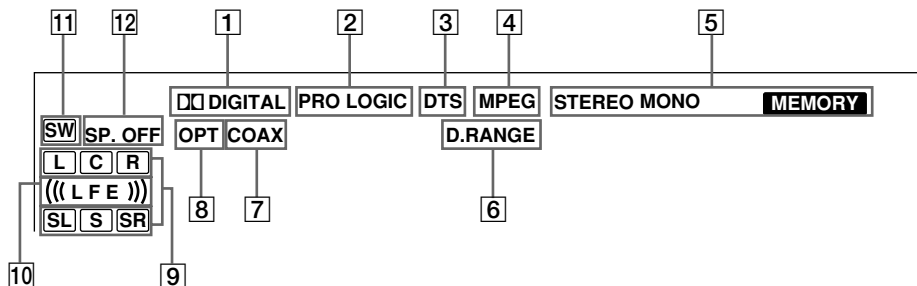 11 12 1 2 3 4 5
DIGITAL PRO LOGIC DTS MPEG STEREO MONO MEMORY
SW SP. OFF OPT COAX D.RANGE
L C R
((( L F E )))
8 7 6
SL S SR
10 9